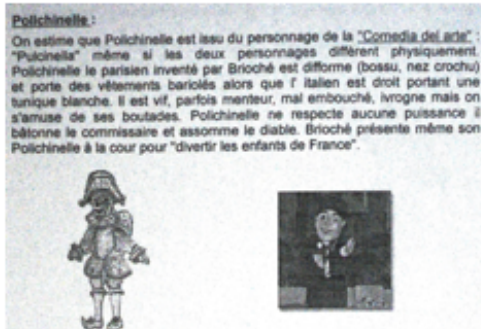 Polichinelle :
On estime que Polichinelle est issu du personnage de la "Comedia del arte" :
"Pulcinella" même si les deux personnages diffèrent physiquement.
Polichinelle le parisien inventé par Brioché est difforme (bossu, nez crochu)
et porte des vêtements bariolés alors que l' italien est droit portant une
tunique blanche. Il est vif, parfois menteur, mal embouché, ivrogne mais on
s'amuse de ses boutades. Polichinelle ne respecte aucune puissance il
bâtonne le commissaire et assomme le diable. Brioché présente même son
Polichinelle à la cour pour "divertir les enfants de France".